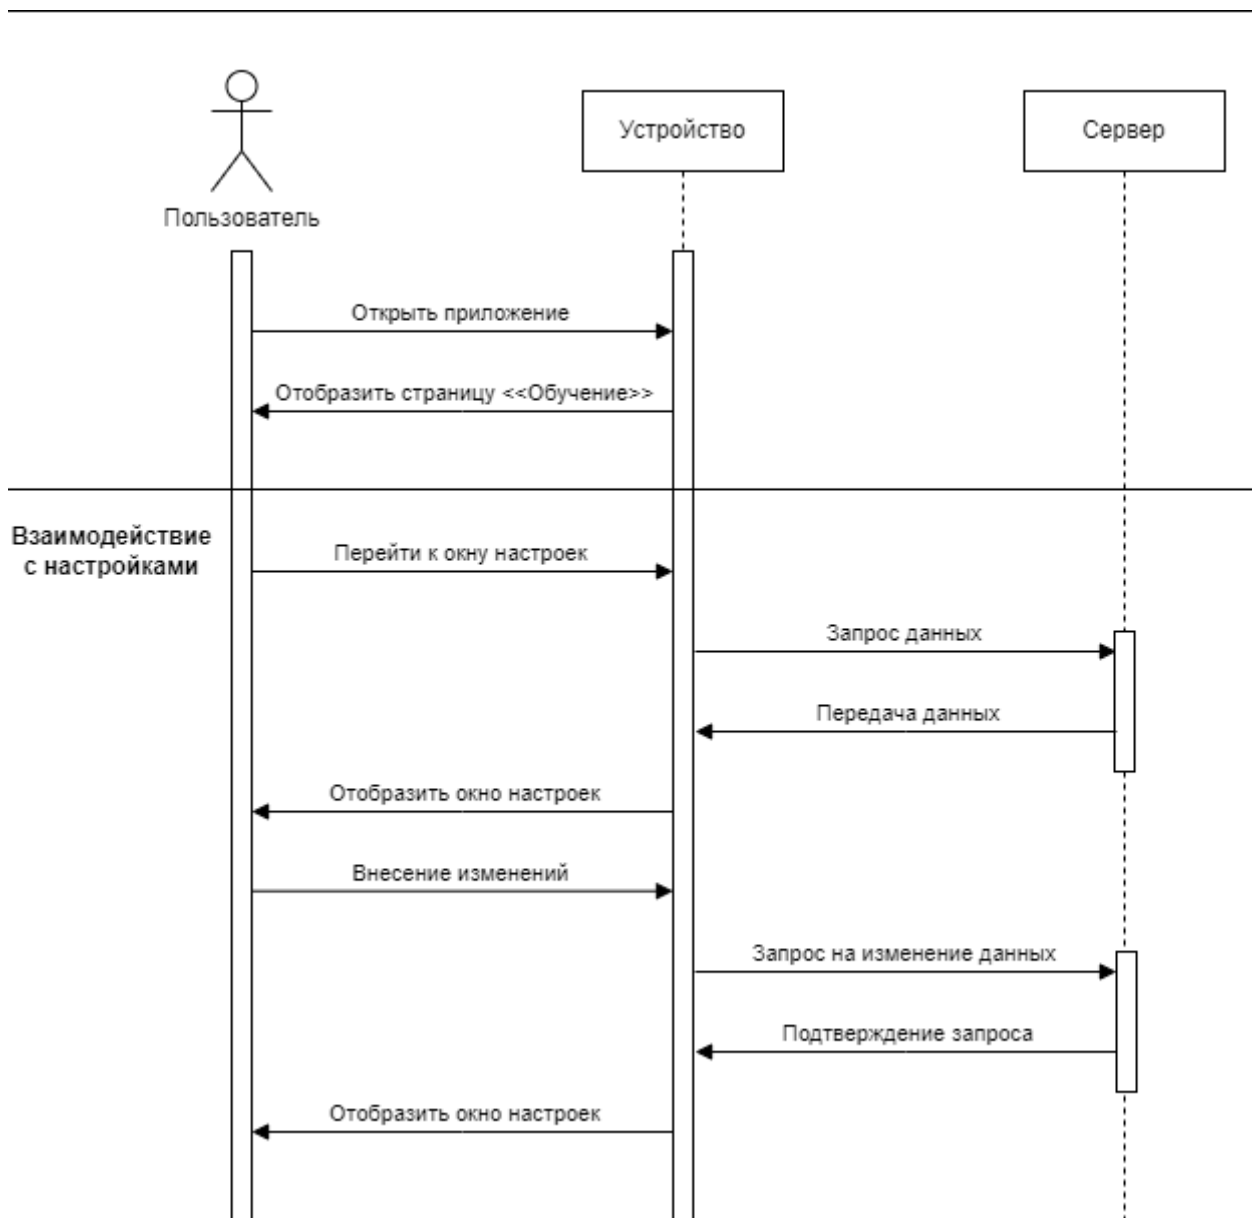 Устройство
Сервер
Пользователь
Открыть приложение
Отобразить страницу <<Обучение>>
Взаимодействие
с настройками
Перейти к окну настроек
Запрос данных
Передача данных
Отобразить окно настроек
Внесение изменений
Запрос на изменение данных
Подтверждение запроса
Отобразить окно настроек